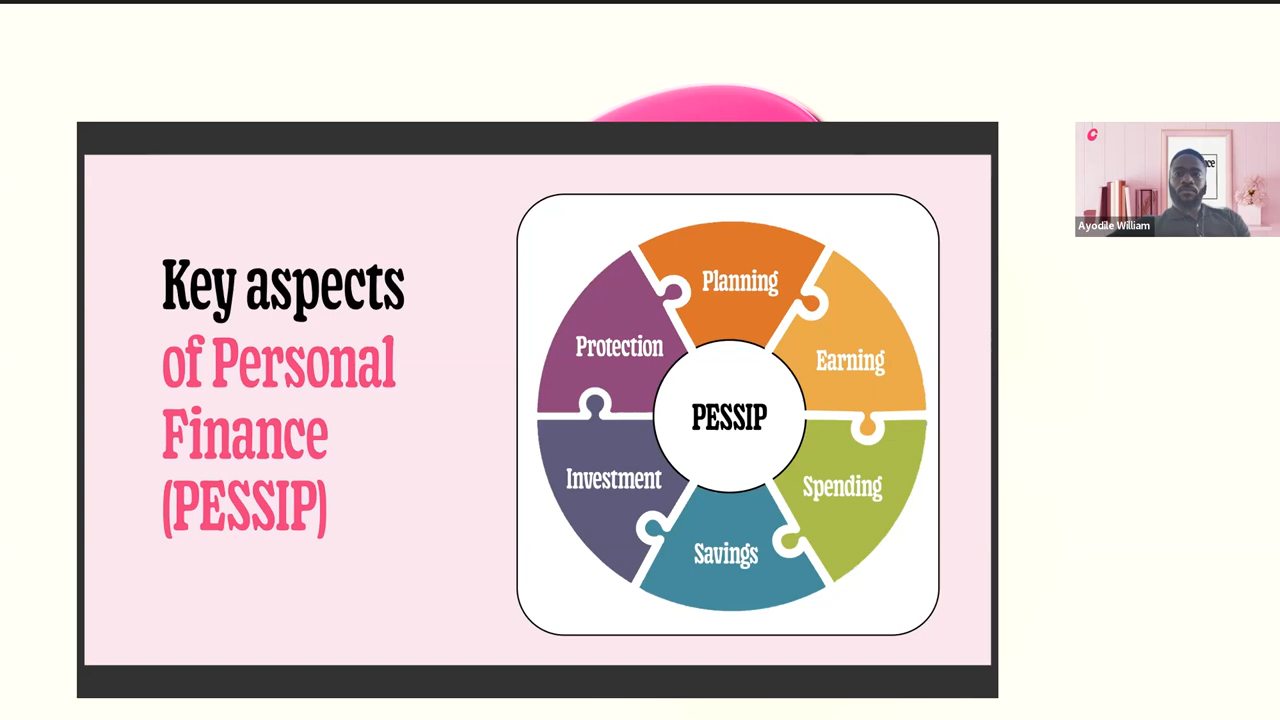 Key aspects
of Personal
Finance
(PESSIP)
Planning
Earning
Spending
Savings
Investment
Protection
PESSIP
Ayodile William